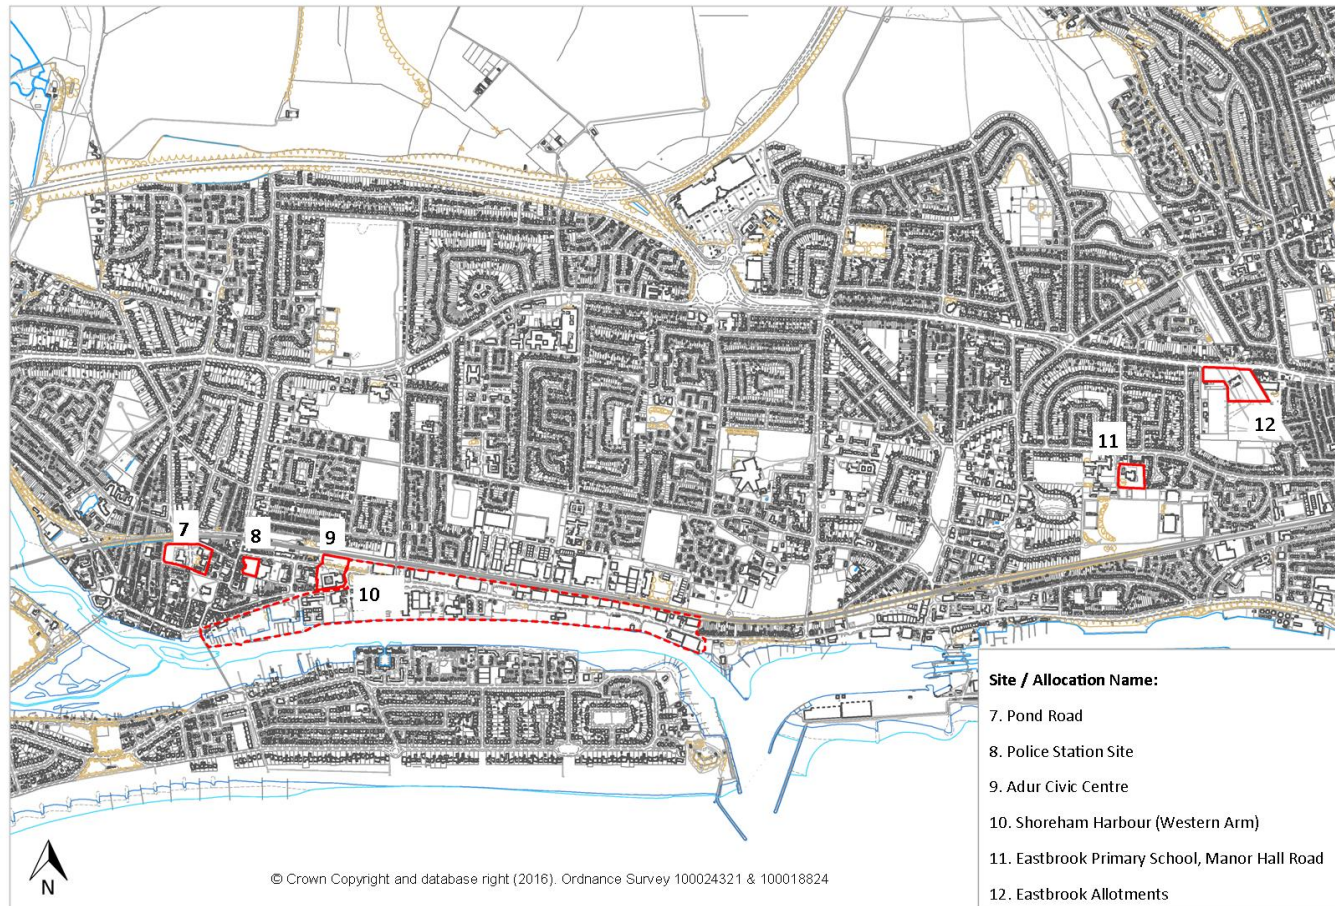 12
11
7
8
9
10
Site / Allocation Name:
7. Pond Road
8. Police Station Site
9. Adur Civic Centre
10. Shoreham Harbour (Western Arm)
11. Eastbrook Primary School, Manor Hall Road
12. Eastbrook Allotments
N
© Crown Copyright and database right (2016). Ordnance Survey 100024321 & 100018824